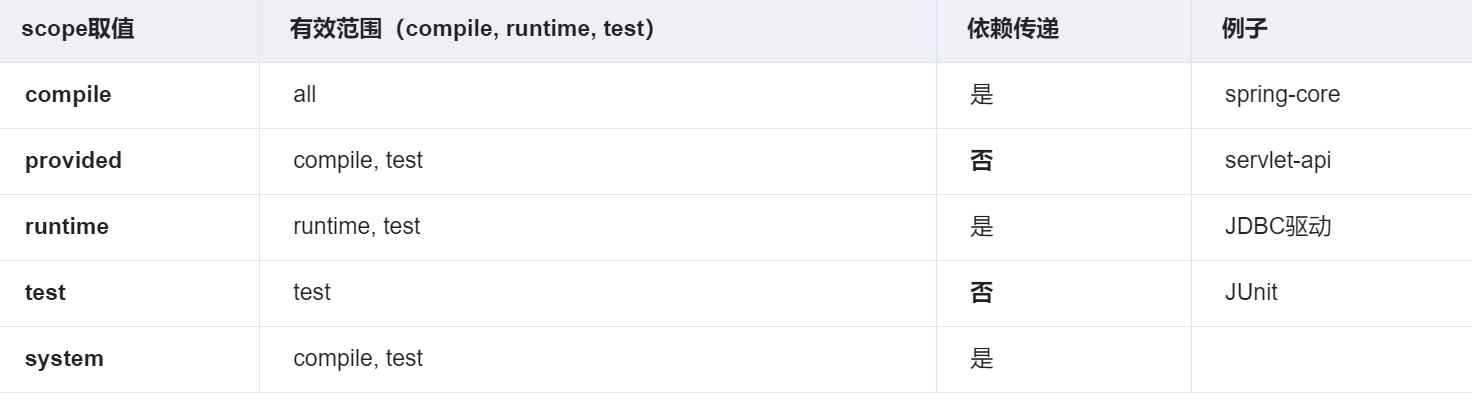 scope取值 有效范围（compile, runtime, test） 依赖传递 例子
compile all 是 spring-core
provided compile, test 否 servlet-api
runtime runtime, test 是 JDBC驱动
test test 否 JUnit
system compile, test 是